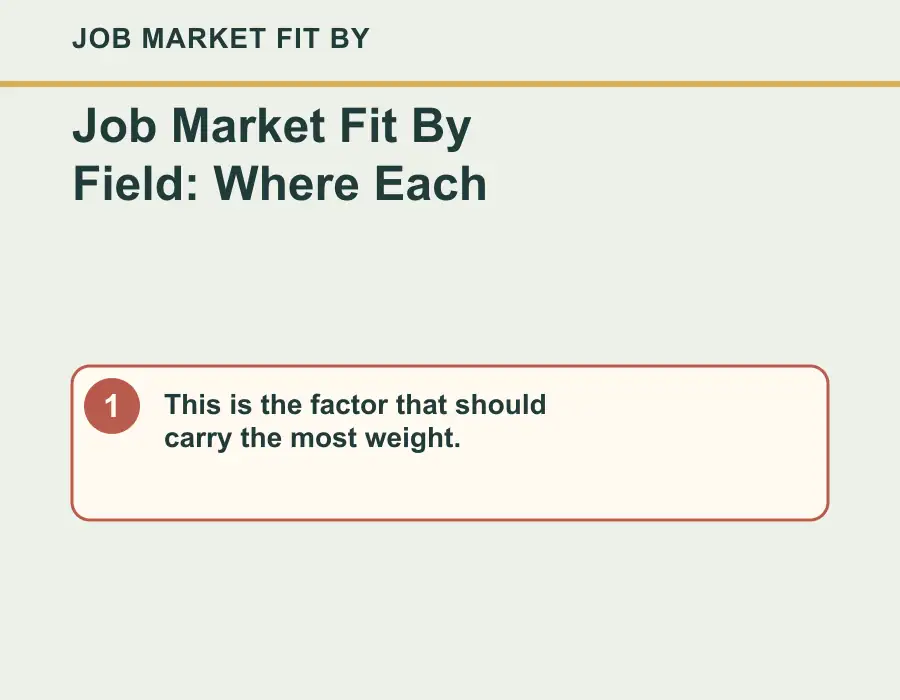 JOB MARKET FIT BY
Job Market Fit By
Field: Where Each
1
This is the factor that should
carry the most weight.